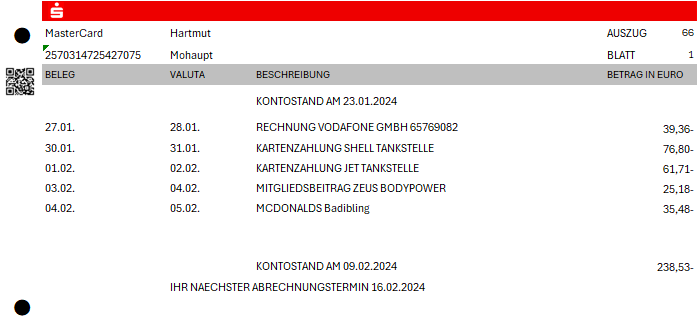 MasterCard Hartmut AUSZUG 66
2570314725427075 Mohaupt BLATT 1
BELEG VALUTA BESCHREIBUNG BETRAG IN EURO
KONTOSTAND AM 23.01.2024
27.01. 28.01. RECHNUNG VODAFONE GMBH 65769082 39,36-
30.01. 31.01. KARTENZAHLUNG SHELL TANKSTELLE 76,80-
01.02. 02.02. KARTENZAHLUNG JET TANKSTELLE 61,71-
03.02. 04.02. MITGLIEDSBEITRAG ZEUS BODYPOWER 25,18-
04.02. 05.02. MCDONALDS Badibling 35,48-
KONTOSTAND AM 09.02.2024 238,53-
IHR NAECHSTER ABRECHNUNGSTERMIN 16.02.2024